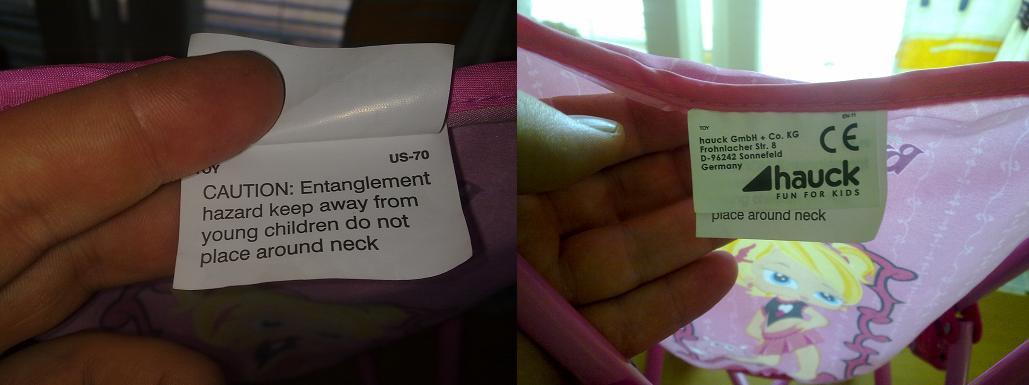 TOY US-70
CAUTION: Entanglement
hazard keep away from
young children do not
place around neck
TOY EN-71
hauck GmbH + Co. KG
Frohnlacher Str. 8
D-96242 Sonnefeld
Germany
CE
hauck
FUN FOR KIDS
place around neck